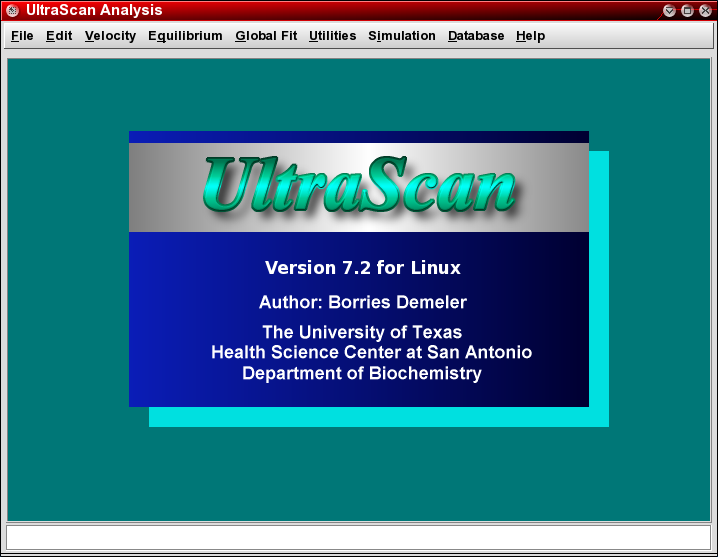 UltraScan Analysis
File Edit Velocity Equilibrium Global Fit Utilities Simulation Database Help
UltraScan
Version 7.2 for Linux
Author: Borries Demeler
The University of Texas
Health Science Center at San Antonio
Department of Biochemistry